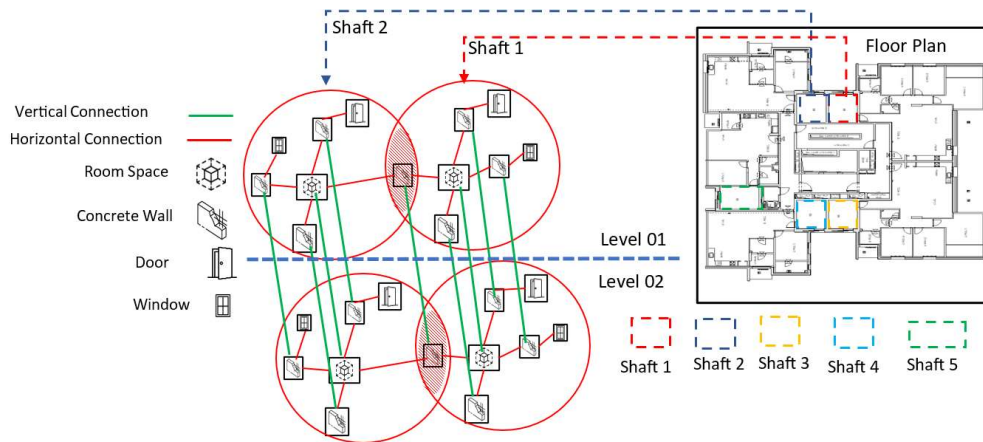 Shaft 2
Shaft 1
Floor Plan
Vertical Connection
Horizontal Connection
Room Space
Concrete Wall
Door
Window
Level 01
Level 02
Shaft 1
Shaft 2
Shaft 3
Shaft 4
Shaft 5